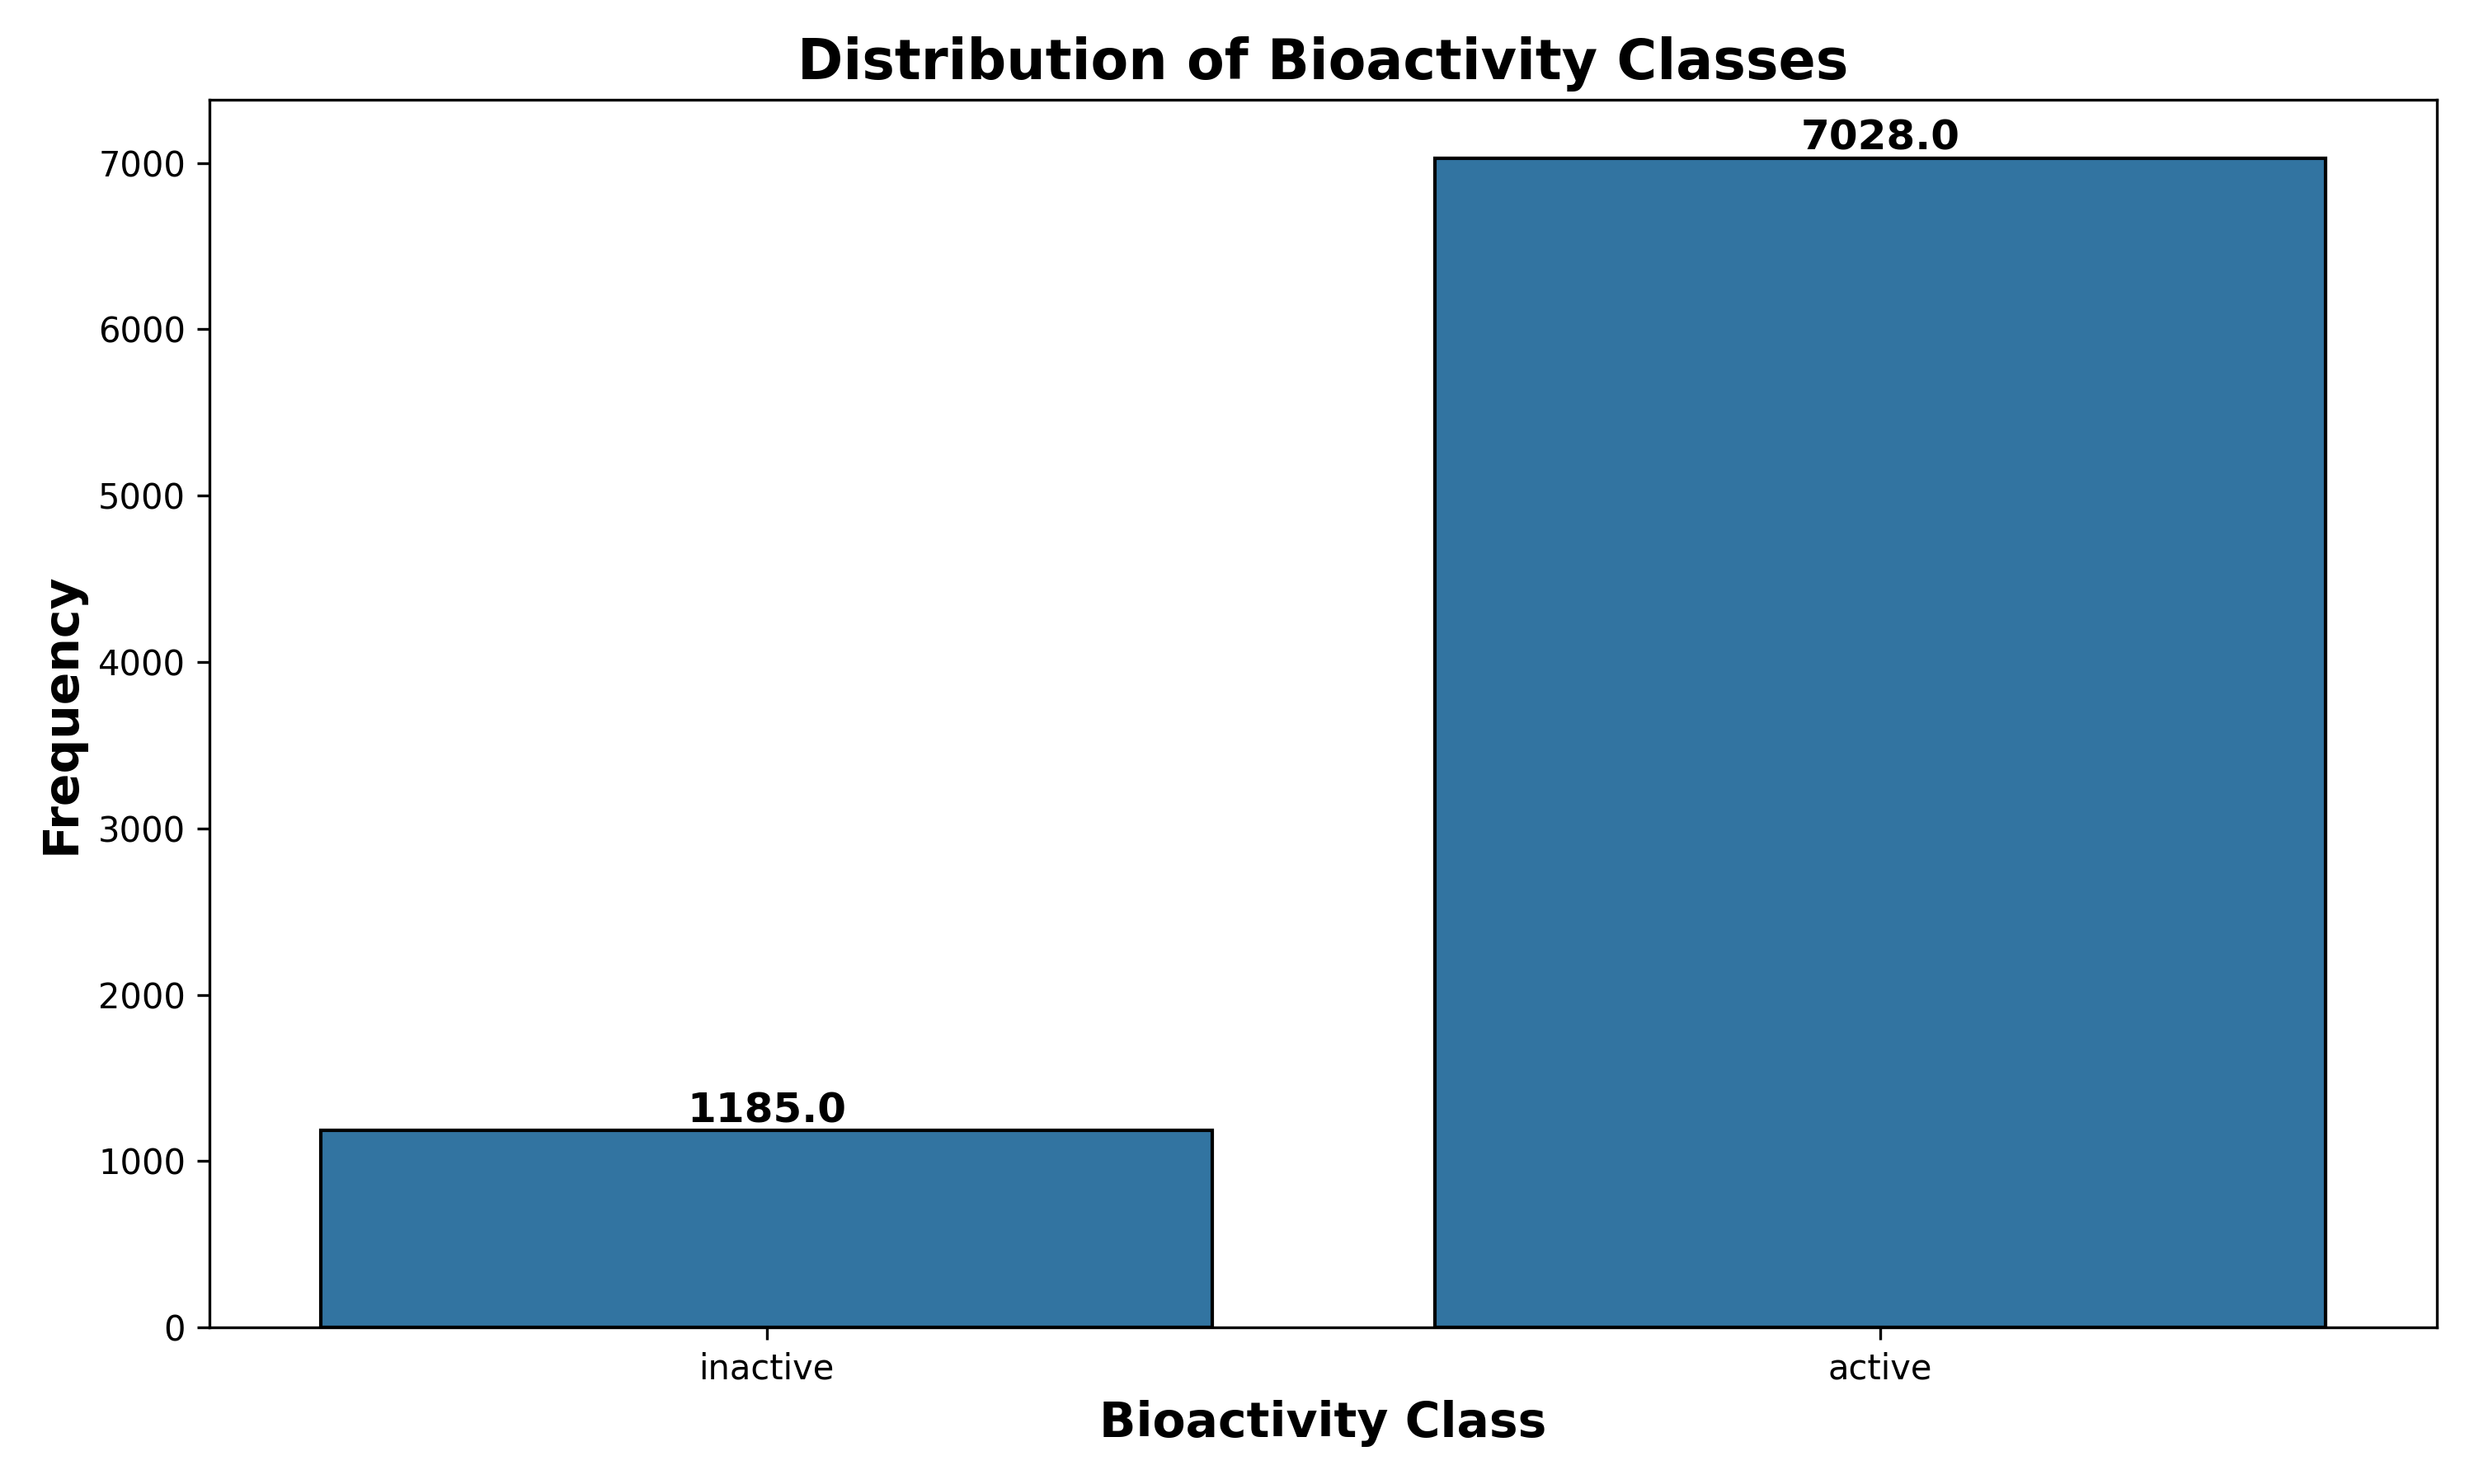 Distribution of Bioactivity Classes
7028.0
7000
6000
5000
4000
3000
2000
1000
0
Frequency
1185.0
inactive
active
Bioactivity Class